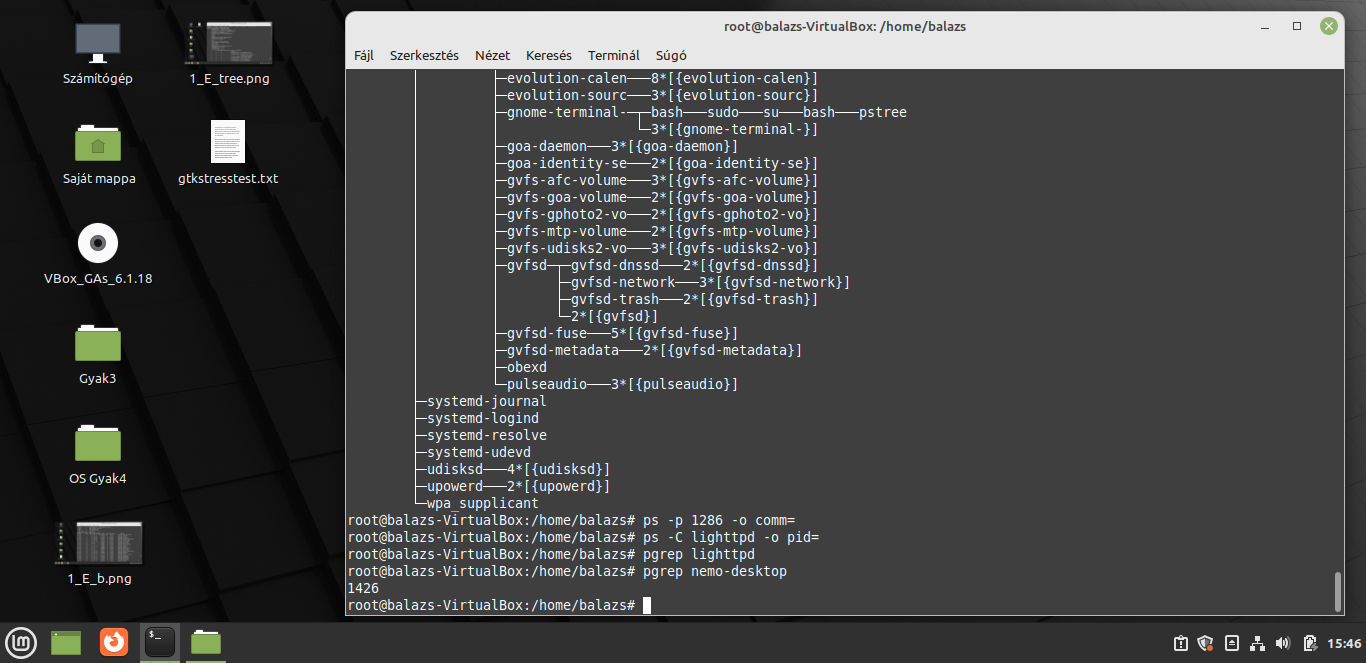 Számítógép
1_E_tree.png
Saját mappa
gtkstresstest.txt
VBox_GAs_6.1.18
Gyak3
OS Gyak4
1_E_b.png
root@balazs-VirtualBox: /home/balazs
Fájl Szerkesztés Nézet Keresés Terminál Súgó
├─evolution-calen───8*[{evolution-calen}]
├─evolution-sourc───3*[{evolution-sourc}]
├─gnome-terminal-─┬─bash───sudo───su───bash───pstree
└─3*[{gnome-terminal-}]
├─goa-daemon───3*[{goa-daemon}]
├─goa-identity-se───2*[{goa-identity-se}]
├─gvfs-afc-volume───3*[{gvfs-afc-volume}]
├─gvfs-goa-volume───2*[{gvfs-goa-volume}]
├─gvfs-gphoto2-vo───2*[{gvfs-gphoto2-vo}]
├─gvfs-mtp-volume───2*[{gvfs-mtp-volume}]
├─gvfs-udisks2-vo───3*[{gvfs-udisks2-vo}]
├─gvfsd─┬─gvfsd-dnssd───2*[{gvfsd-dnssd}]
├─gvfsd-network───3*[{gvfsd-network}]
├─gvfsd-trash───2*[{gvfsd-trash}]
└─2*[{gvfsd}]
├─gvfsd-fuse───5*[{gvfsd-fuse}]
├─gvfsd-metadata───2*[{gvfsd-metadata}]
├─obexd
└─pulseaudio───3*[{pulseaudio}]
├─systemd-journal
├─systemd-logind
├─systemd-resolve
├─systemd-udevd
├─udisksd───4*[{udisksd}]
├─upowerd───2*[{upowerd}]
└─wpa_supplicant
root@balazs-VirtualBox:/home/balazs# ps -p 1286 -o comm=
root@balazs-VirtualBox:/home/balazs# ps -C lighttpd -o pid=
root@balazs-VirtualBox:/home/balazs# pgrep lighttpd
root@balazs-VirtualBox:/home/balazs# pgrep nemo-desktop
1426
root@balazs-VirtualBox:/home/balazs#
$_
15:46